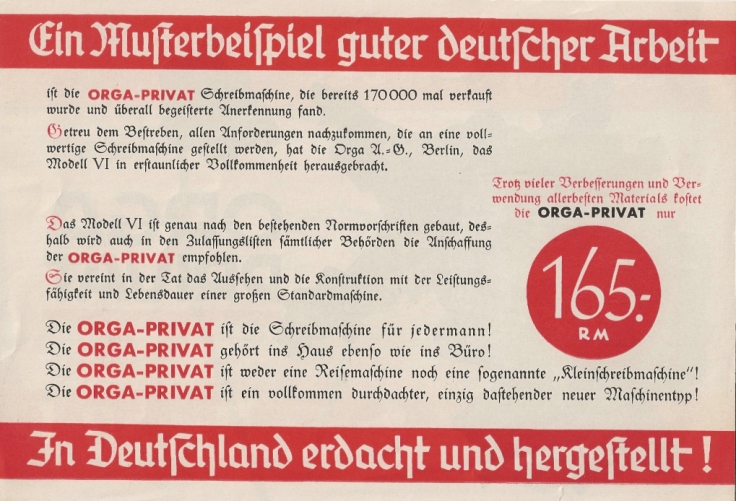 Ein Muſterbeiſpiel guter deutſcher Arbeit
iſt die ORGA-PRIVAT Schreibmaſchine, die bereits 170000 mal verkauft
wurde und überall begeiſterte Anerkennung fand.
Getreu dem Beſtreben, allen Anforderungen nachzukommen, die an eine voll-
wertige Schreibmaſchine geſtellt werden, hat die Orga A.-G., Berlin, das
Modell VI in erſtaunlicher Vollkommenheit herausgebracht.
Das Modell VI iſt genau nach den beſtehenden Normvorſchriften gebaut, des-
halb wird auch in den Zulaſſungsliſten ſämtlicher Behörden die Anſchaffung
der ORGA-PRIVAT empfohlen.
Sie vereint in der Tat das Ausſehen und die Konſtruktion mit der Leiſtungs-
fähigkeit und Lebensdauer einer großen Standardmaſchine.
Trotz vieler Verbeſſerungen und Ver-
wendung allerbeſten Materials koſtet
die ORGA-PRIVAT nur
165.-
RM
Die ORGA-PRIVAT iſt die Schreibmaſchine für jedermann!
Die ORGA-PRIVAT gehört ins Haus ebenſo wie ins Büro!
Die ORGA-PRIVAT iſt weder eine Reiſemaſchine noch eine ſogenannte „Kleinſchreibmaſchine“!
Die ORGA-PRIVAT iſt ein vollkommen durchdachter, einzig daſtehender neuer Maſchinentyp!
In Deutſchland erdacht und hergeſtellt!